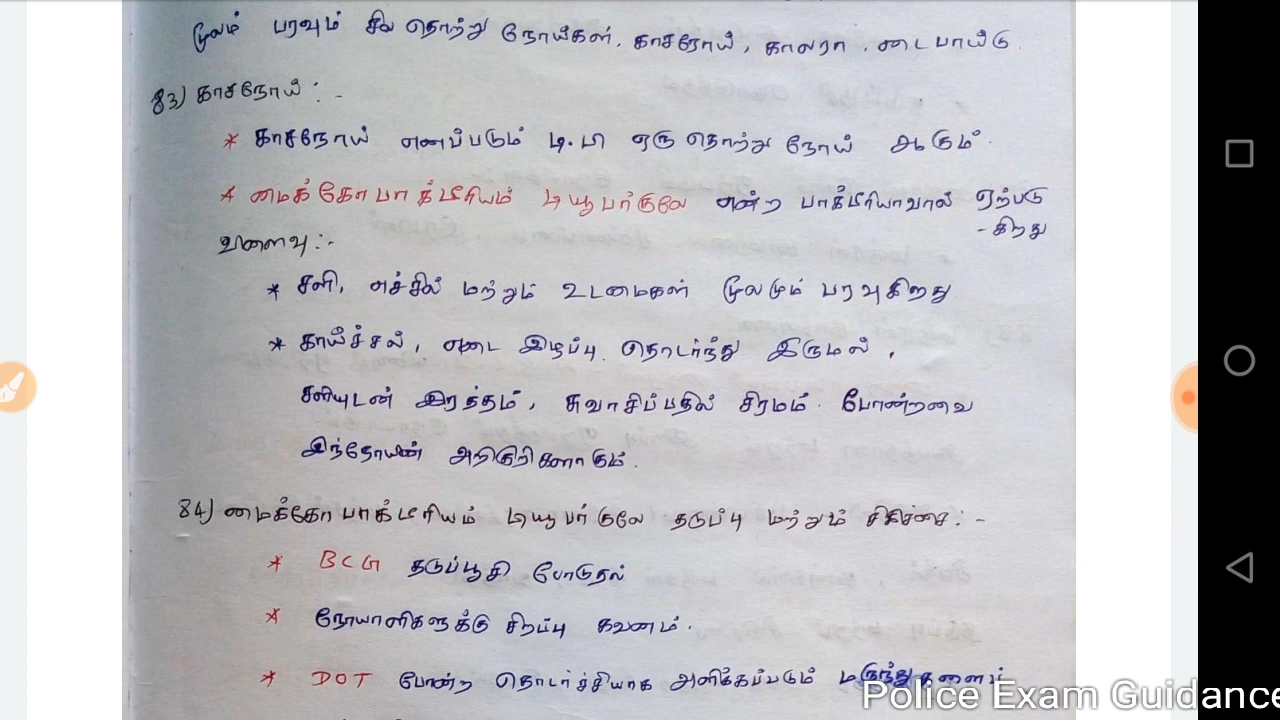 மூலம் பரவும் சில தொற்று நோய்கள். காசநோய், காலரா. டைபாய்டு.
83) காசநோய் : -
* காசநோய் எனப்படும் டி.பி ஒரு தொற்று நோய் ஆகும்.
* மைக்கோபாக்டீரியம் டியூபர்குலே என்ற பாக்டீரியாவால் ஏற்படு
-கிறது
விளைவு:-
* சளி, எச்சில் மற்றும் உடமைகள் மூலமும் பரவுகிறது
* காய்ச்சல், எடை இழப்பு. தொடர்ந்து இருமல்,
சளியுடன் இரத்தம், சுவாசிப்பதில் சிரமம். போன்றவை
இந்நோயின் அறிகுறிகளாகும்.
84) மைக்கோபாக்டீரியம் டியூபர்குலே தடுப்பு மற்றும் சிகிச்சை: -
* BCG தடுப்பூசி போடுதல்
* நோயாளிகளுக்கு சிறப்பு கவனம்.
* DOT போன்ற தொடர்ச்சியாக அளிக்கப்படும் மருந்துகளைப்
Police Exam Guidance